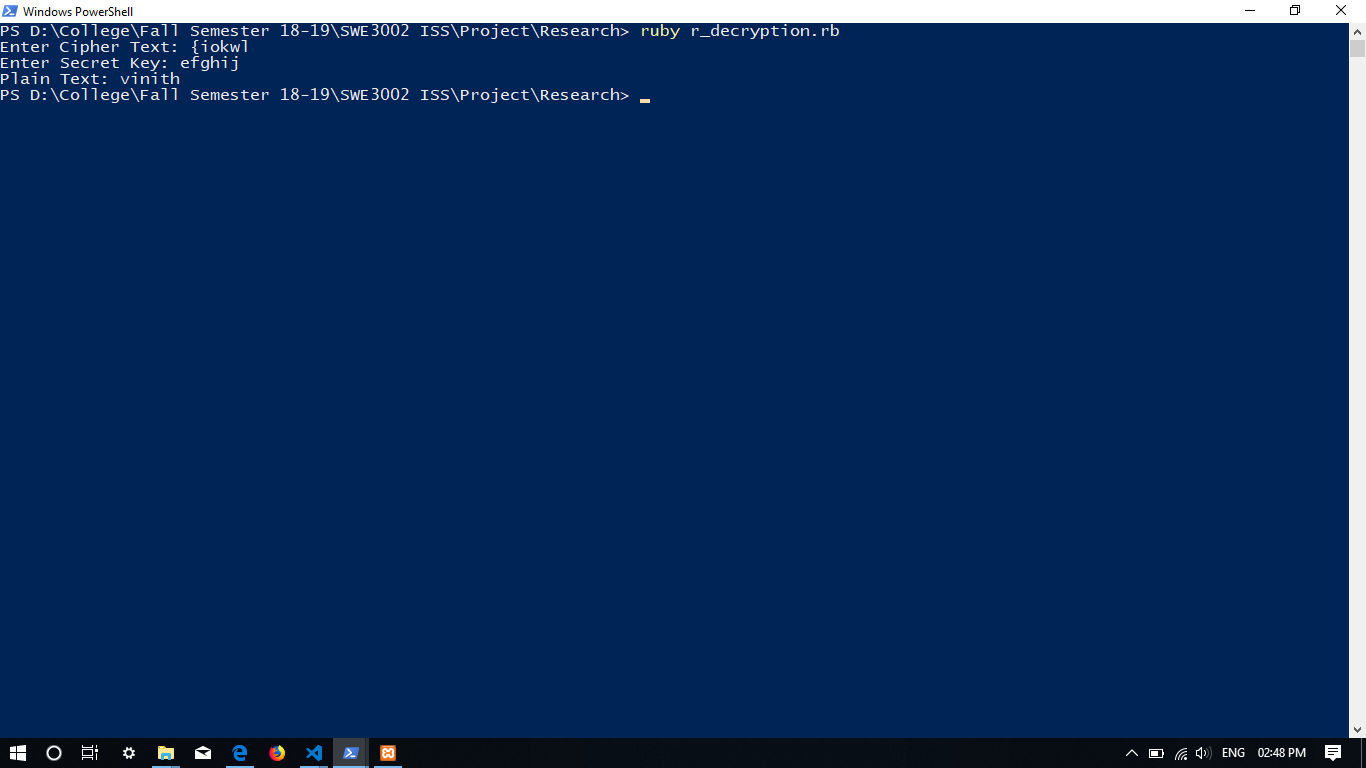 Windows PowerShell
PS D:\College\Fall Semester 18-19\SWE3002 ISS\Project\Research> ruby r_decryption.rb
Enter Cipher Text: {iokwl
Enter Secret Key: efghij
Plain Text: vinith
PS D:\College\Fall Semester 18-19\SWE3002 ISS\Project\Research>
ENG 02:48 PM